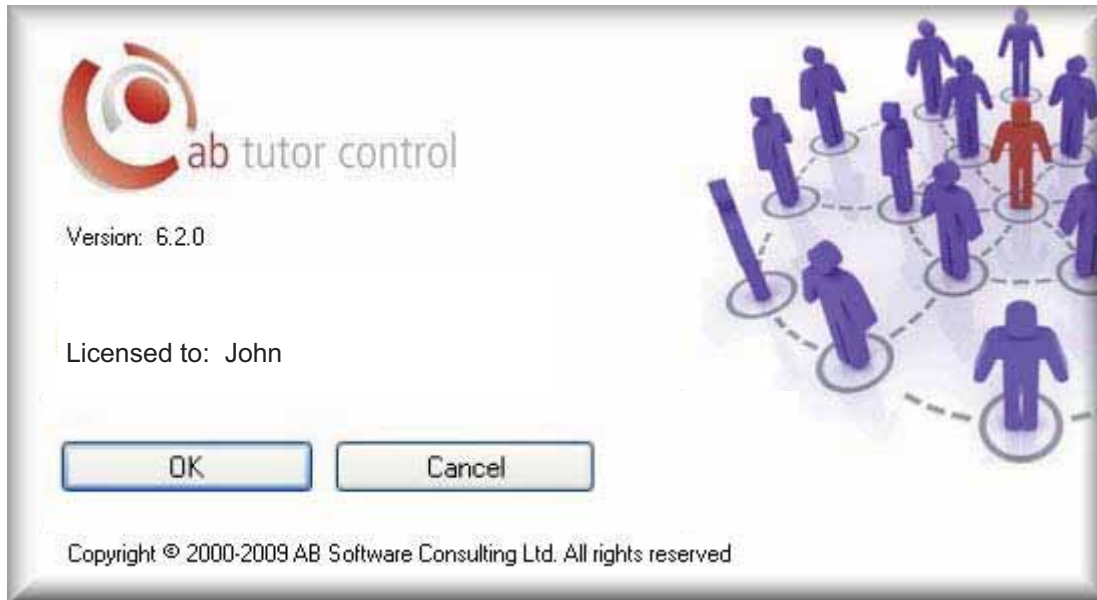 ab tutor control
Version: 6.2.0
Licensed to: John
OK Cancel
Copyright © 2000-2009 AB Software Consulting Ltd. All rights reserved